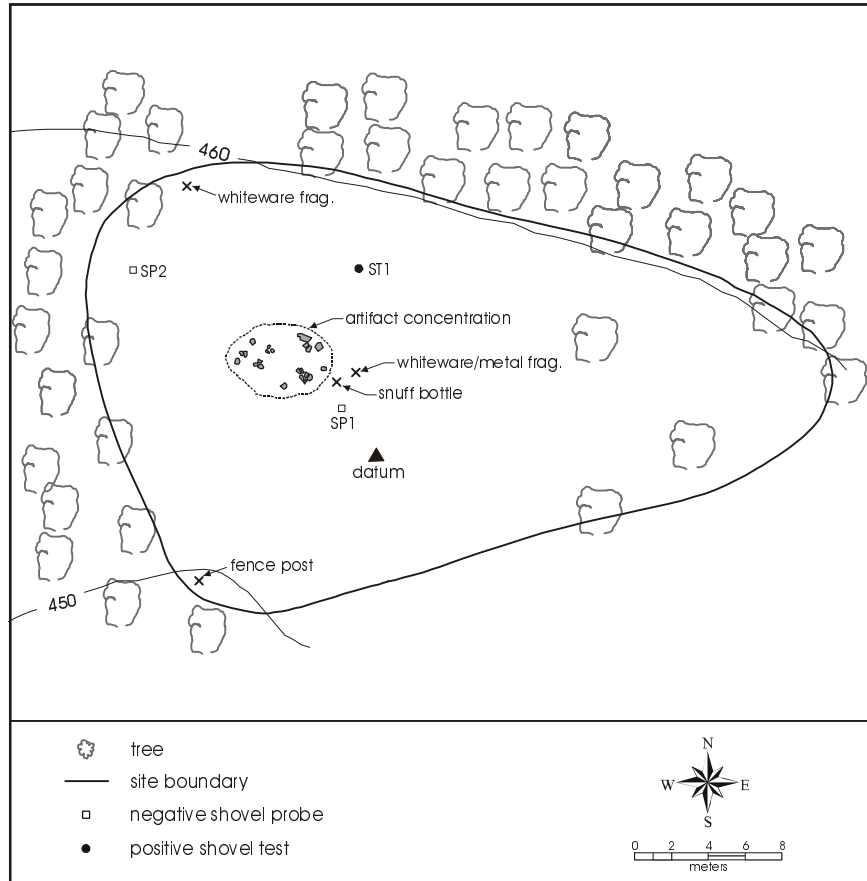 460
whiteware frag.
SP2
ST1
artifact concentration
whiteware/metal frag.
snuff bottle
SP1
datum
fence post
450
tree
site boundary
negative shovel probe
positive shovel test
N
W E
S
0 2 4 6 8
meters